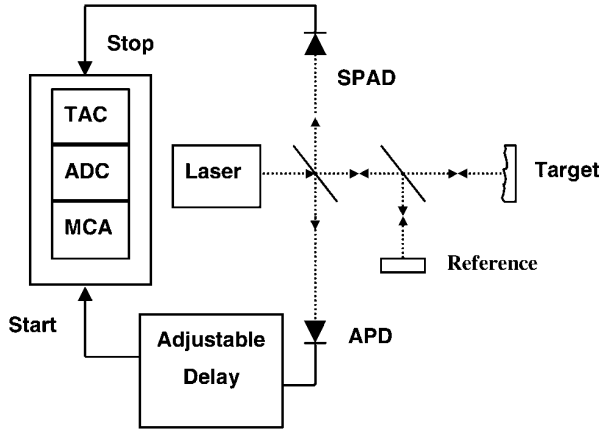 Stop
SPAD
TAC
ADC
MCA
Laser
Target
Reference
Start
Adjustable
Delay
APD